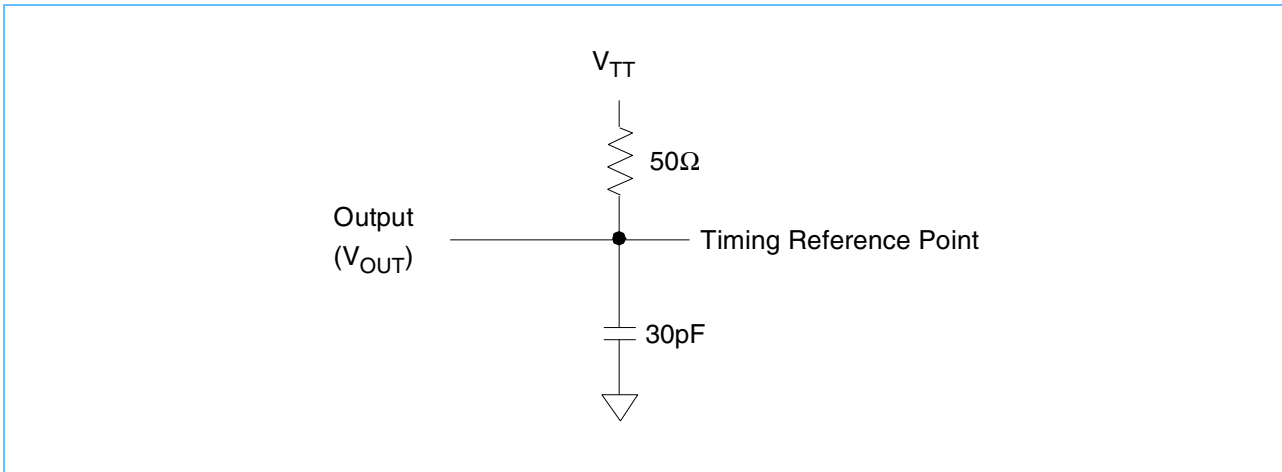 VTT
50Ω
Output
(VOUT)
Timing Reference Point
30pF